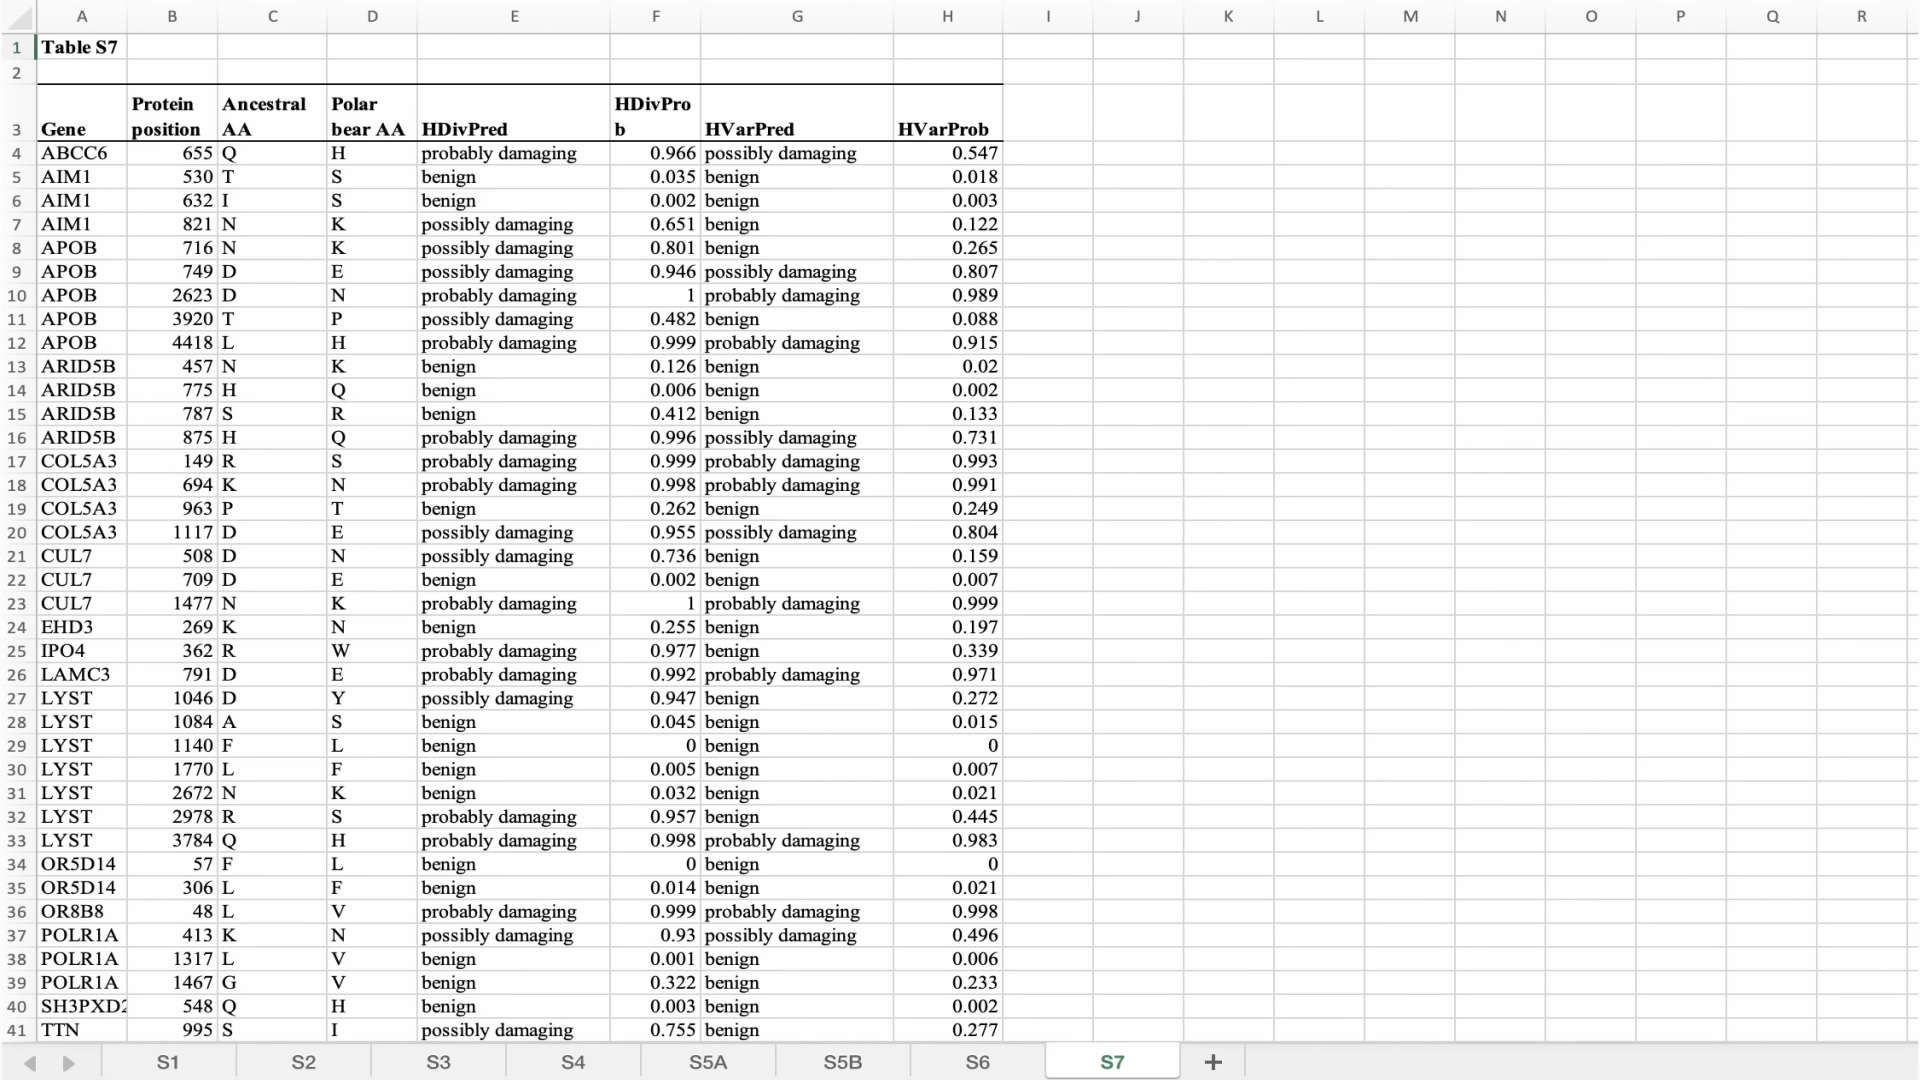 A B C D E F G H I J K L M N O P Q R
1 Table S7
2
3 Gene Protein position Ancestral AA Polar bear AA HDivPred HDivPro b HVarPred HVarProb
4 ABCC6 655 Q H probably damaging 0.966 possibly damaging 0.547
5 AIM1 530 T S benign 0.035 benign 0.018
6 AIM1 632 I S benign 0.002 benign 0.003
7 AIM1 821 N K possibly damaging 0.651 benign 0.122
8 APOB 716 N K possibly damaging 0.801 benign 0.265
9 APOB 749 D E possibly damaging 0.946 possibly damaging 0.807
10 APOB 2623 D N probably damaging 1 probably damaging 0.989
11 APOB 3920 T P possibly damaging 0.482 benign 0.088
12 APOB 4418 L H probably damaging 0.999 probably damaging 0.915
13 ARID5B 457 N K benign 0.126 benign 0.02
14 ARID5B 775 H Q benign 0.006 benign 0.002
15 ARID5B 787 S R benign 0.412 benign 0.133
16 ARID5B 875 H Q probably damaging 0.996 possibly damaging 0.731
17 COL5A3 149 R S probably damaging 0.999 probably damaging 0.993
18 COL5A3 694 K N probably damaging 0.998 probably damaging 0.991
19 COL5A3 963 P T benign 0.262 benign 0.249
20 COL5A3 1117 D E possibly damaging 0.955 possibly damaging 0.804
21 CUL7 508 D N possibly damaging 0.736 benign 0.159
22 CUL7 709 D E benign 0.002 benign 0.007
23 CUL7 1477 N K probably damaging 1 probably damaging 0.999
24 EHD3 269 K N benign 0.255 benign 0.197
25 IPO4 362 R W probably damaging 0.977 benign 0.339
26 LAMC3 791 D E probably damaging 0.992 probably damaging 0.971
27 LYST 1046 D Y possibly damaging 0.947 benign 0.272
28 LYST 1084 A S benign 0.045 benign 0.015
29 LYST 1140 F L benign 0 benign 0
30 LYST 1770 L F benign 0.005 benign 0.007
31 LYST 2672 N K benign 0.032 benign 0.021
32 LYST 2978 R S probably damaging 0.957 benign 0.445
33 LYST 3784 Q H probably damaging 0.998 probably damaging 0.983
34 OR5D14 57 F L benign 0 benign 0
35 OR5D14 306 L F benign 0.014 benign 0.021
36 OR8B8 48 L V probably damaging 0.999 probably damaging 0.998
37 POLR1A 413 K N possibly damaging 0.93 possibly damaging 0.496
38 POLR1A 1317 L V benign 0.001 benign 0.006
39 POLR1A 1467 G V benign 0.322 benign 0.233
40 SH3PXD2 548 Q H benign 0.003 benign 0.002
41 TTN 995 S I possibly damaging 0.755 benign 0.277
S1 S2 S3 S4 S5A S5B S6 S7 +